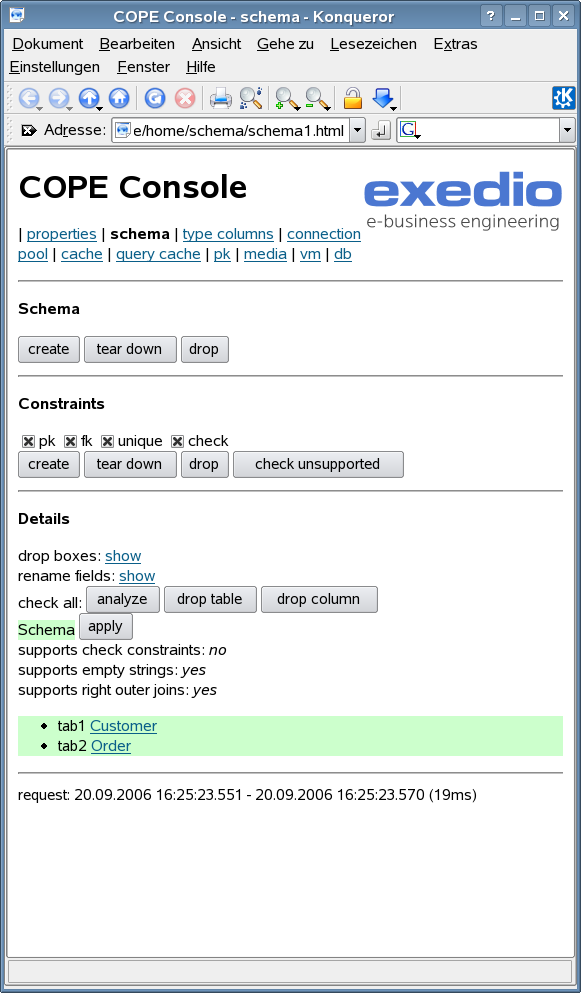 COPE Console - schema - Konqueror
Dokument Bearbeiten Ansicht Gehe zu Lesezeichen Extras
Einstellungen Fenster Hilfe
Adresse: e/home/schema/schema1.html
COPE Console
exedio
e-business engineering
| properties | schema | type columns | connection
pool | cache | query cache | pk | media | vm | db
Schema
create tear down drop
Constraints
pk fk unique check
create tear down drop check unsupported
Details
drop boxes: show
rename fields: show
check all: analyze drop table drop column
Schema apply
supports check constraints: no
supports empty strings: yes
supports right outer joins: yes
tab1 Customer
tab2 Order
request: 20.09.2006 16:25:23.551 - 20.09.2006 16:25:23.570 (19ms)